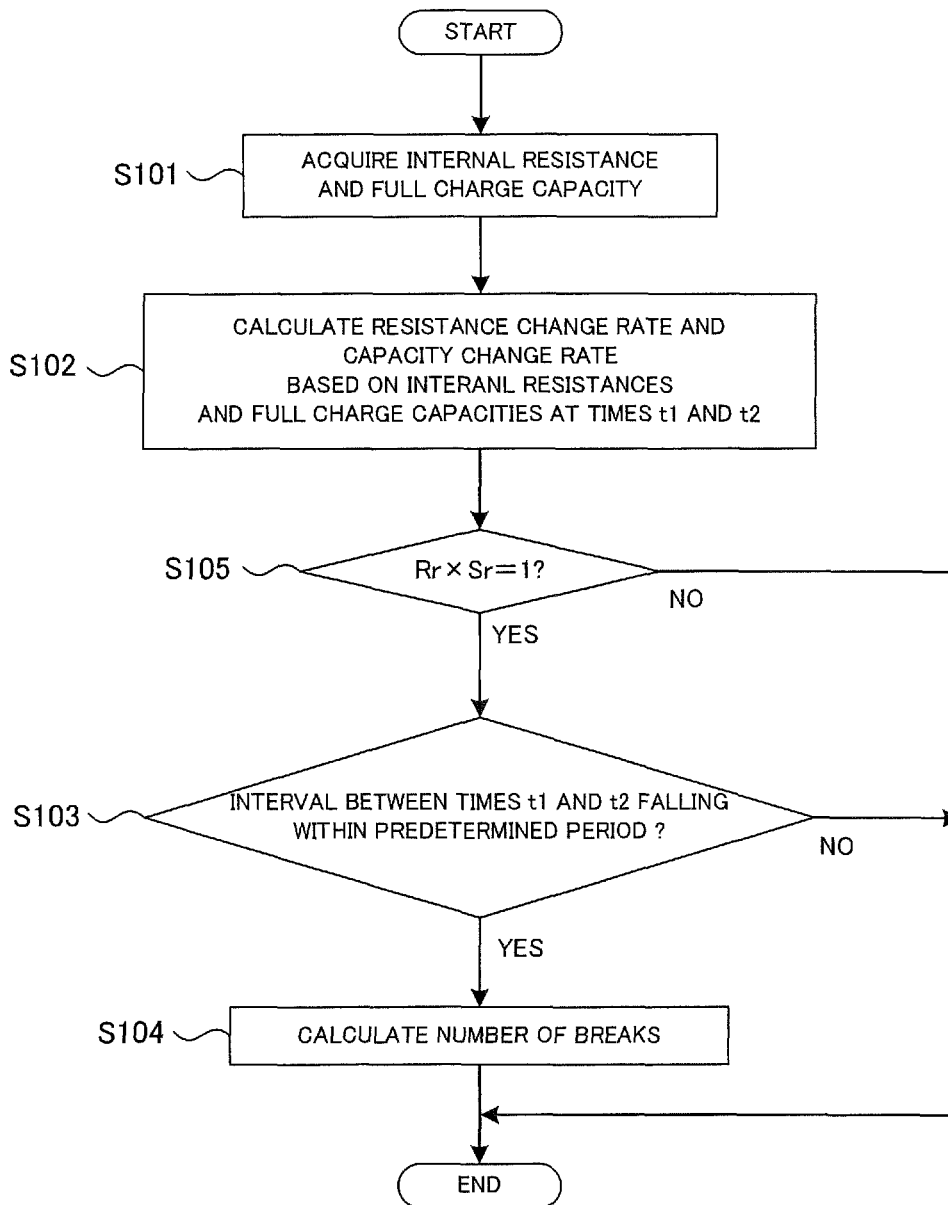 START
S101
ACQUIRE INTERNAL RESISTANCE
AND FULL CHARGE CAPACITY
S102
CALCULATE RESISTANCE CHANGE RATE AND
CAPACITY CHANGE RATE
BASED ON INTERANL RESISTANCES
AND FULL CHARGE CAPACITIES AT TIMES t1 AND t2
S105
Rr×Sr=1?
NO
YES
S103
INTERVAL BETWEEN TIMES t1 AND t2 FALLING
WITHIN PREDETERMINED PERIOD ?
NO
YES
S104
CALCULATE NUMBER OF BREAKS
END